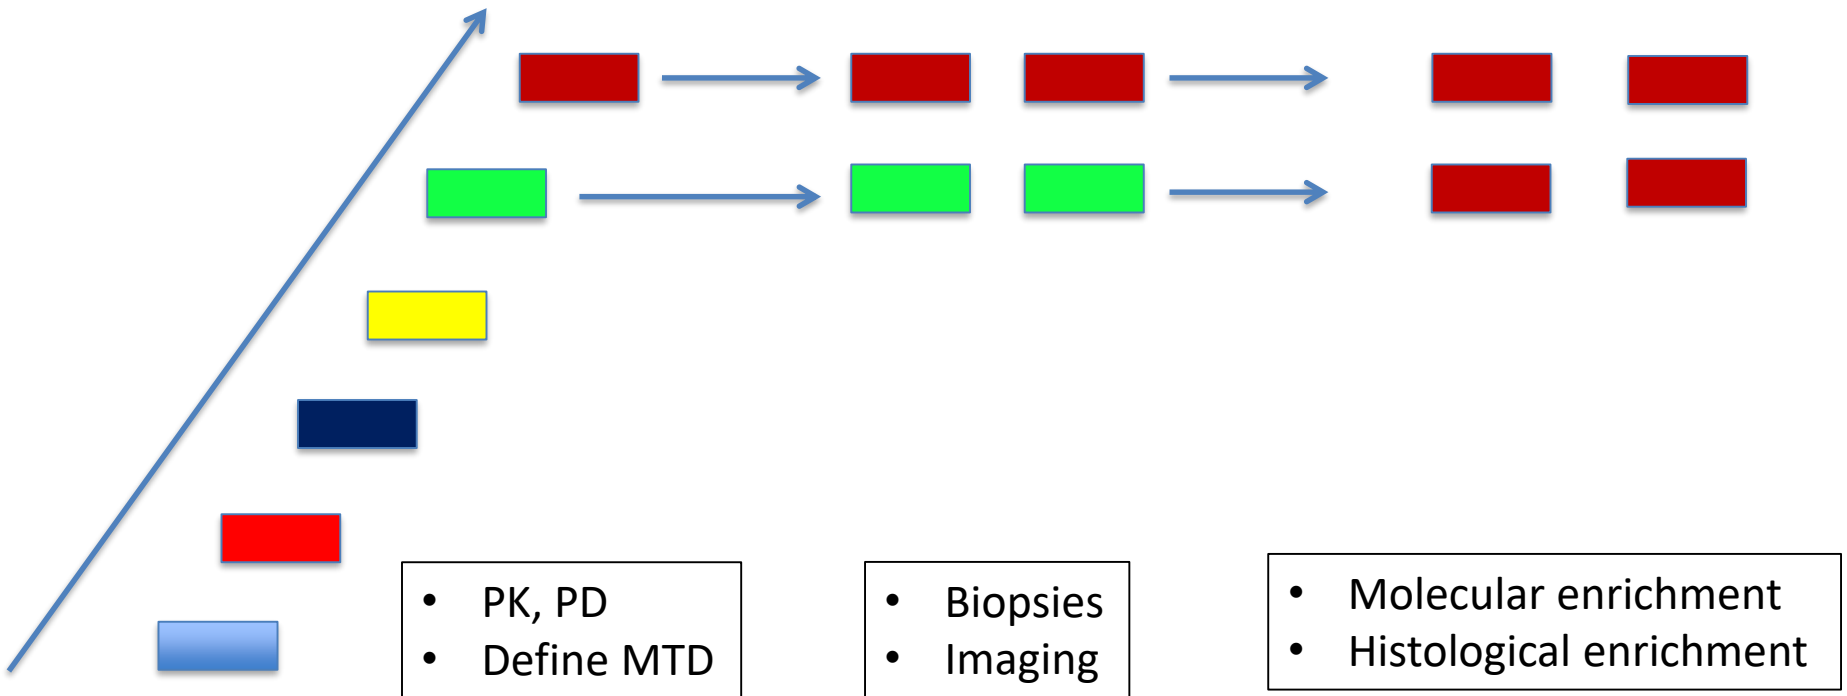 • PK, PD
• Define MTD
• Biopsies
• Imaging
• Molecular enrichment
• Histological enrichment